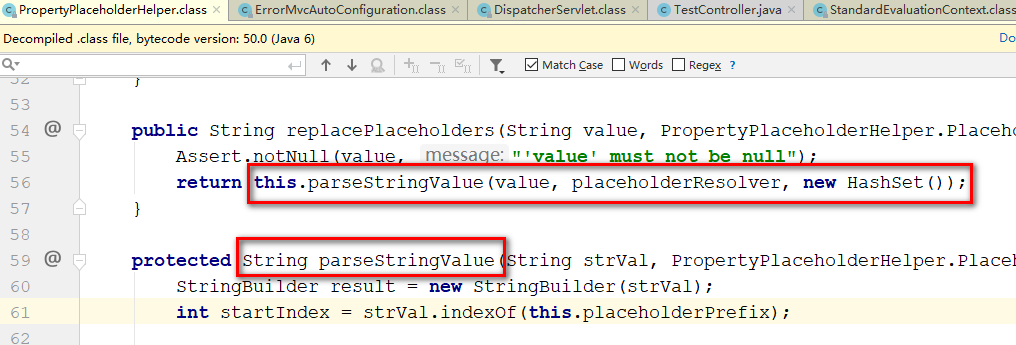 PropertyPlaceholderHelper.class × ErrorMvcAutoConfiguration.class × DispatcherServlet.class × TestController.java × StandardEvaluationContext.class
Decompiled .class file, bytecode version: 50.0 (Java 6) Do
Match Case Words Regex ?
52 }
53
54 @ public String replacePlaceholders(String value, PropertyPlaceholderHelper.Placeho
55 Assert.notNull(value, message: "'value' must not be null");
56 return this.parseStringValue(value, placeholderResolver, new HashSet());
57 }
58
59 @ protected String parseStringValue(String strVal, PropertyPlaceholderHelper.Placeh
60 StringBuilder result = new StringBuilder(strVal);
61 int startIndex = strVal.indexOf(this.placeholderPrefix);
62